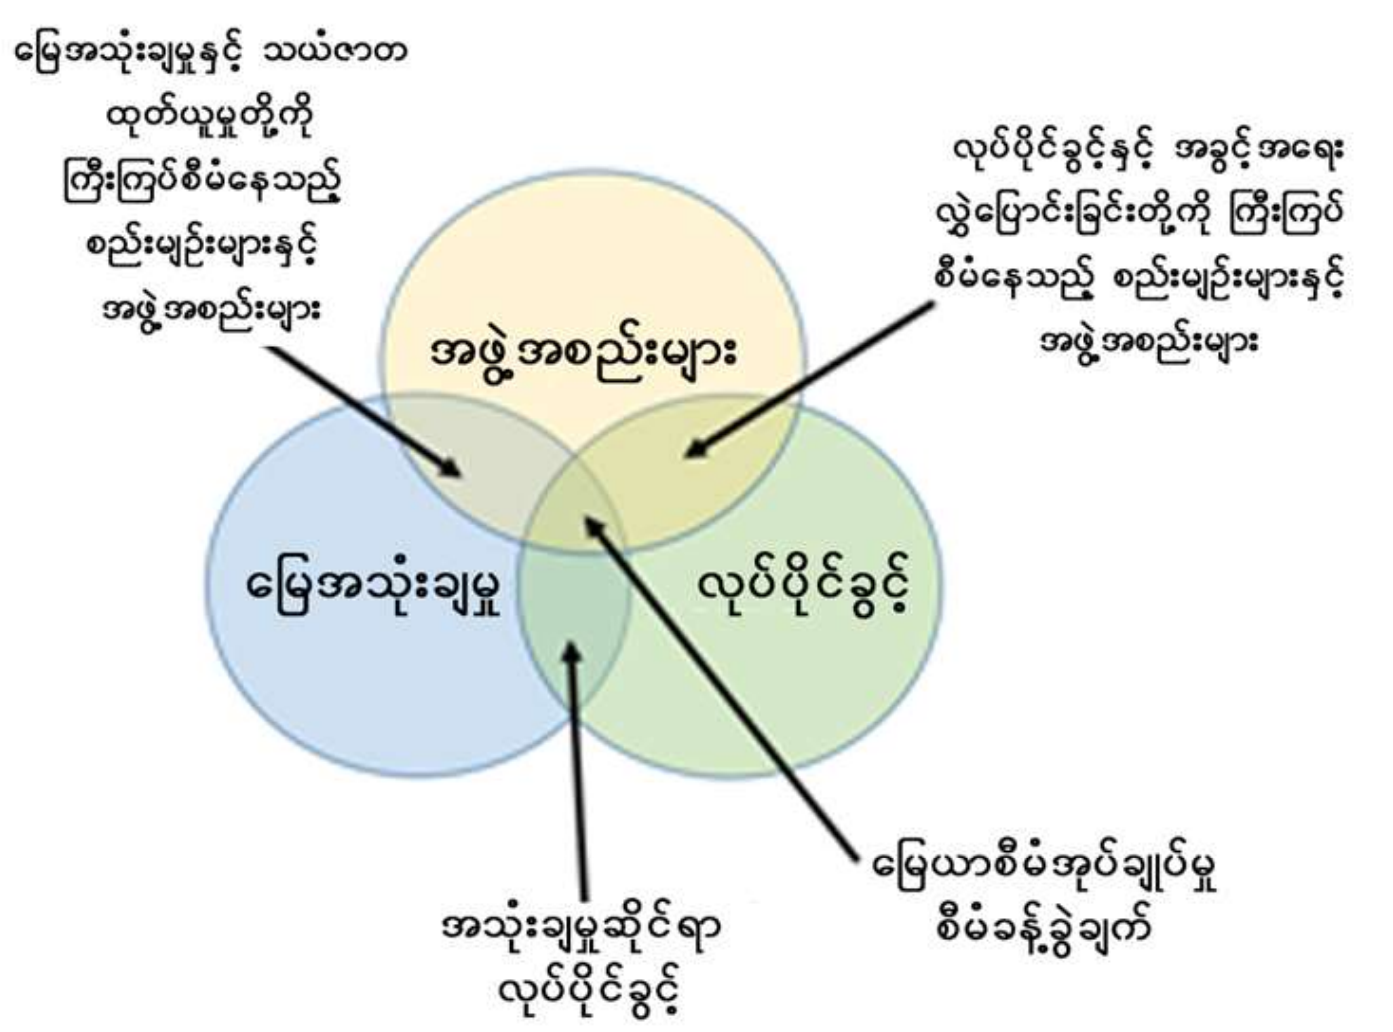 မြေအသုံးချမှုနှင့် သယံဇာတ
ထုတ်ယူမှုတို့ကို
ကြီးကြပ်စီမံနေသည့်
စည်းမျဉ်းများနှင့်
အဖွဲ့အစည်းများ
လုပ်ပိုင်ခွင့်နှင့် အခွင့်အရေး
လွှဲပြောင်းခြင်းတို့ကို ကြီးကြပ်
စီမံနေသည့် စည်းမျဉ်းများနှင့်
အဖွဲ့အစည်းများ
အဖွဲ့အစည်းများ
မြေအသုံးချမှု
လုပ်ပိုင်ခွင့်
အသုံးချမှုဆိုင်ရာ
လုပ်ပိုင်ခွင့်
မြေယာစီမံအုပ်ချုပ်မှု
စီမံခန့်ခွဲချက်